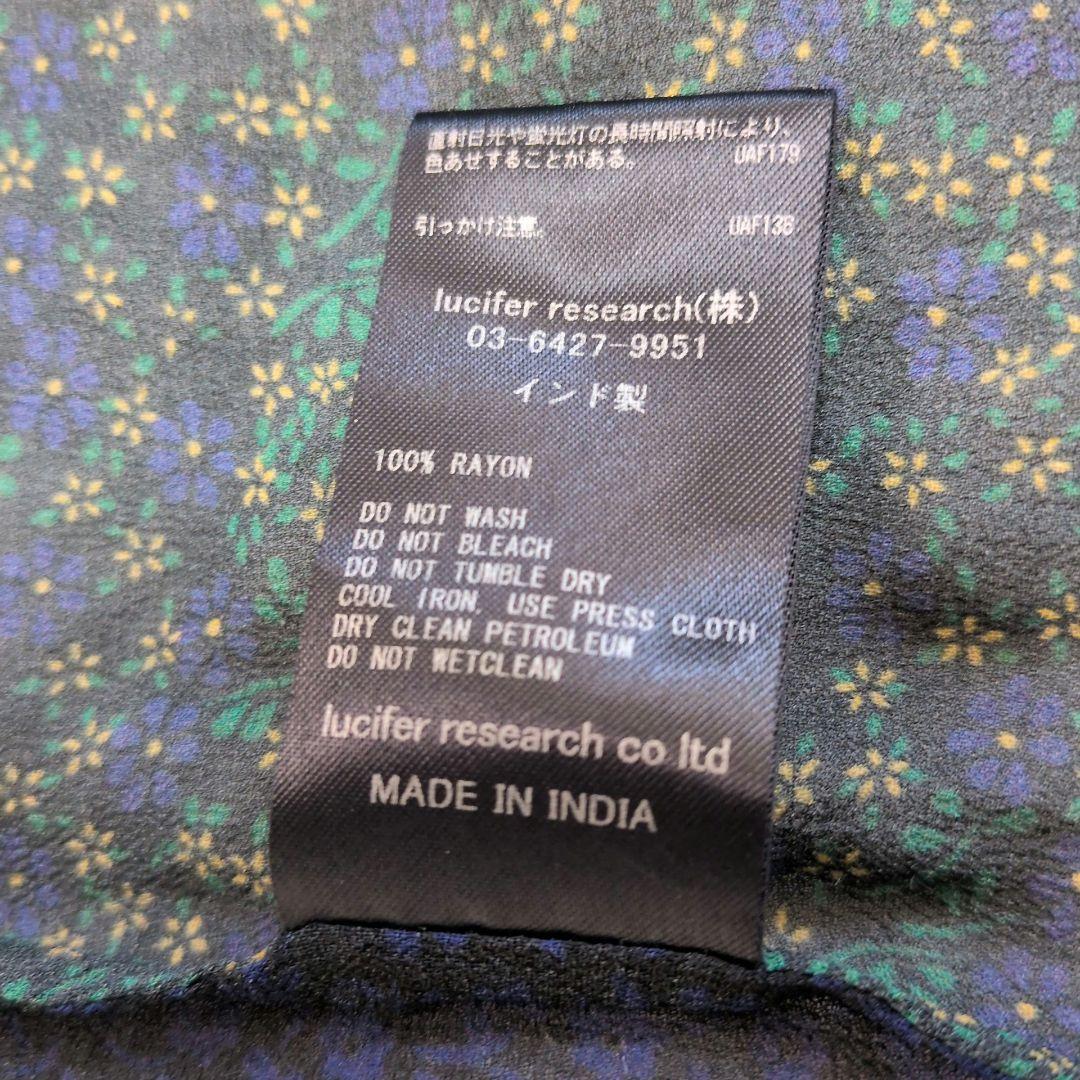 直射日光や蛍光灯の長時間照射により、
色あせすることがある。 UAF179
引っかけ注意。 UAF136
lucifer research(株)
03-6427-9951
インド製
100% RAYON
DO NOT WASH
DO NOT BLEACH
DO NOT TUMBLE DRY
COOL IRON. USE PRESS CLOTH
DRY CLEAN PETROLEUM
DO NOT WETCLEAN
lucifer research co ltd
MADE IN INDIA